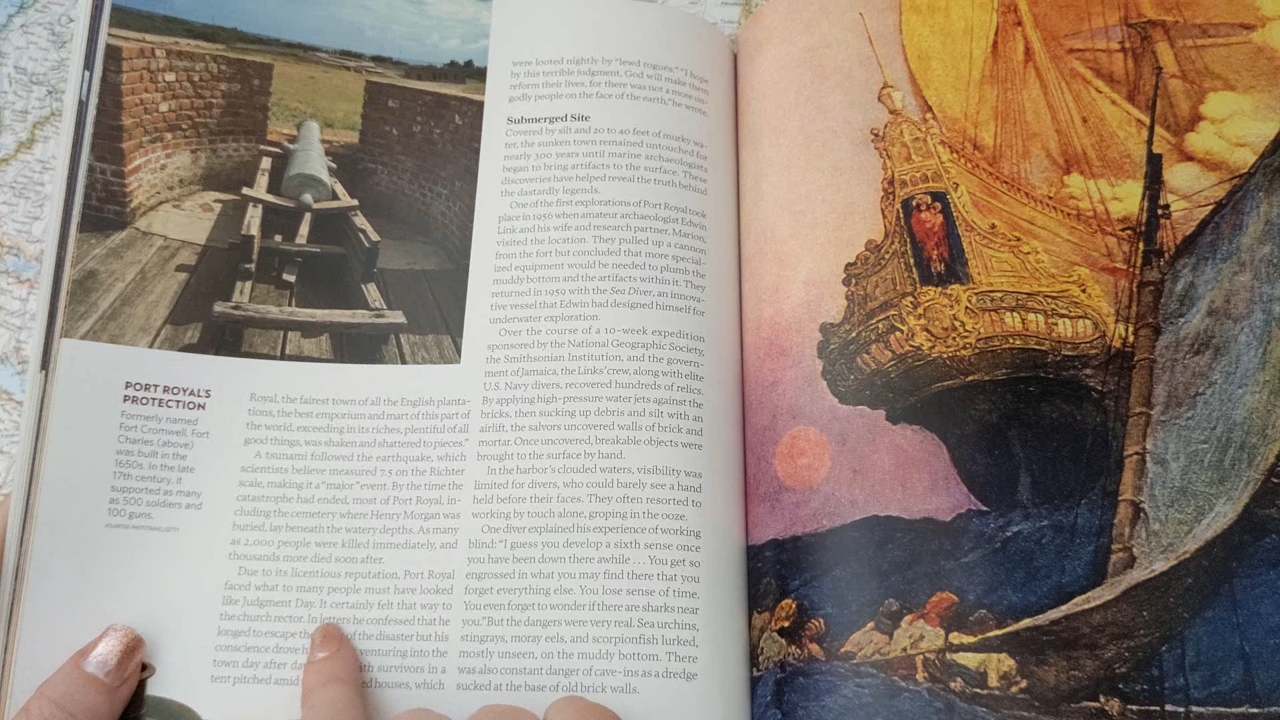 PORT ROYAL'S
PROTECTION
Formerly named
Fort Cromwell, Fort
Charles (above)
was built in the
1650s. In the late
17th century, it
supported as many
as 500 soldiers and
100 guns.
Royal, the fairest town of all the English planta-
tions, the best emporium and mart of this part of
the world, exceeding in its riches, plentiful of all
good things, was shaken and shattered to pieces."
A tsunami followed the earthquake, which
scientists believe measured 7.5 on the Richter
scale, making it a "major" event. By the time the
catastrophe had ended, most of Port Royal, in-
cluding the cemetery where Henry Morgan was
buried, lay beneath the watery depths. As many
as 2,000 people were killed immediately, and
thousands more died soon after.
Due to its licentious reputation, Port Royal
faced what to many people must have looked
like Judgment Day. It certainly felt that way to
the church rector. In letters he confessed that he
longed to escape the of the disaster but his
conscience drove venturing into the
town day after survivors in a
tent pitched amid houses, which
were looted nightly by "lewd rogues." "I hope
by this terrible judgment, God will make them
reform their lives, for there was not a more un-
godly people on the face of the earth," he wrote.
Submerged Site
Covered by silt and 20 to 40 feet of murky wa-
ter, the sunken town remained untouched for
nearly 300 years until marine archaeologists
began to bring artifacts to the surface. These
discoveries have helped reveal the truth behind
the dastardly legends.
One of the first explorations of Port Royal took
place in 1956 when amateur archaeologist Edwin
Link and his wife and research partner, Marion,
visited the location. They pulled up a cannon
from the fort but concluded that more special-
ized equipment would be needed to plumb the
muddy bottom and the artifacts within it. They
returned in 1959 with the Sea Diver, an innova-
tive vessel that Edwin had designed himself for
underwater exploration.
Over the course of a 10-week expedition
sponsored by the National Geographic Society,
the Smithsonian Institution, and the govern-
ment of Jamaica, the Links' crew, along with elite
U.S. Navy divers, recovered hundreds of relics.
By applying high-pressure water jets against the
bricks, then sucking up debris and silt with an
airlift, the salvors uncovered walls of brick and
mortar. Once uncovered, breakable objects were
brought to the surface by hand.
In the harbor's clouded waters, visibility was
limited for divers, who could barely see a hand
held before their faces. They often resorted to
working by touch alone, groping in the ooze.
One diver explained his experience of working
blind: "I guess you develop a sixth sense once
you have been down there awhile . . . You get so
engrossed in what you may find there that you
forget everything else. You lose sense of time.
You even forget to wonder if there are sharks near
you." But the dangers were very real. Sea urchins,
stingrays, moray eels, and scorpionfish lurked,
mostly unseen, on the muddy bottom. There
was also constant danger of cave-ins as a dredge
sucked at the base of old brick walls.